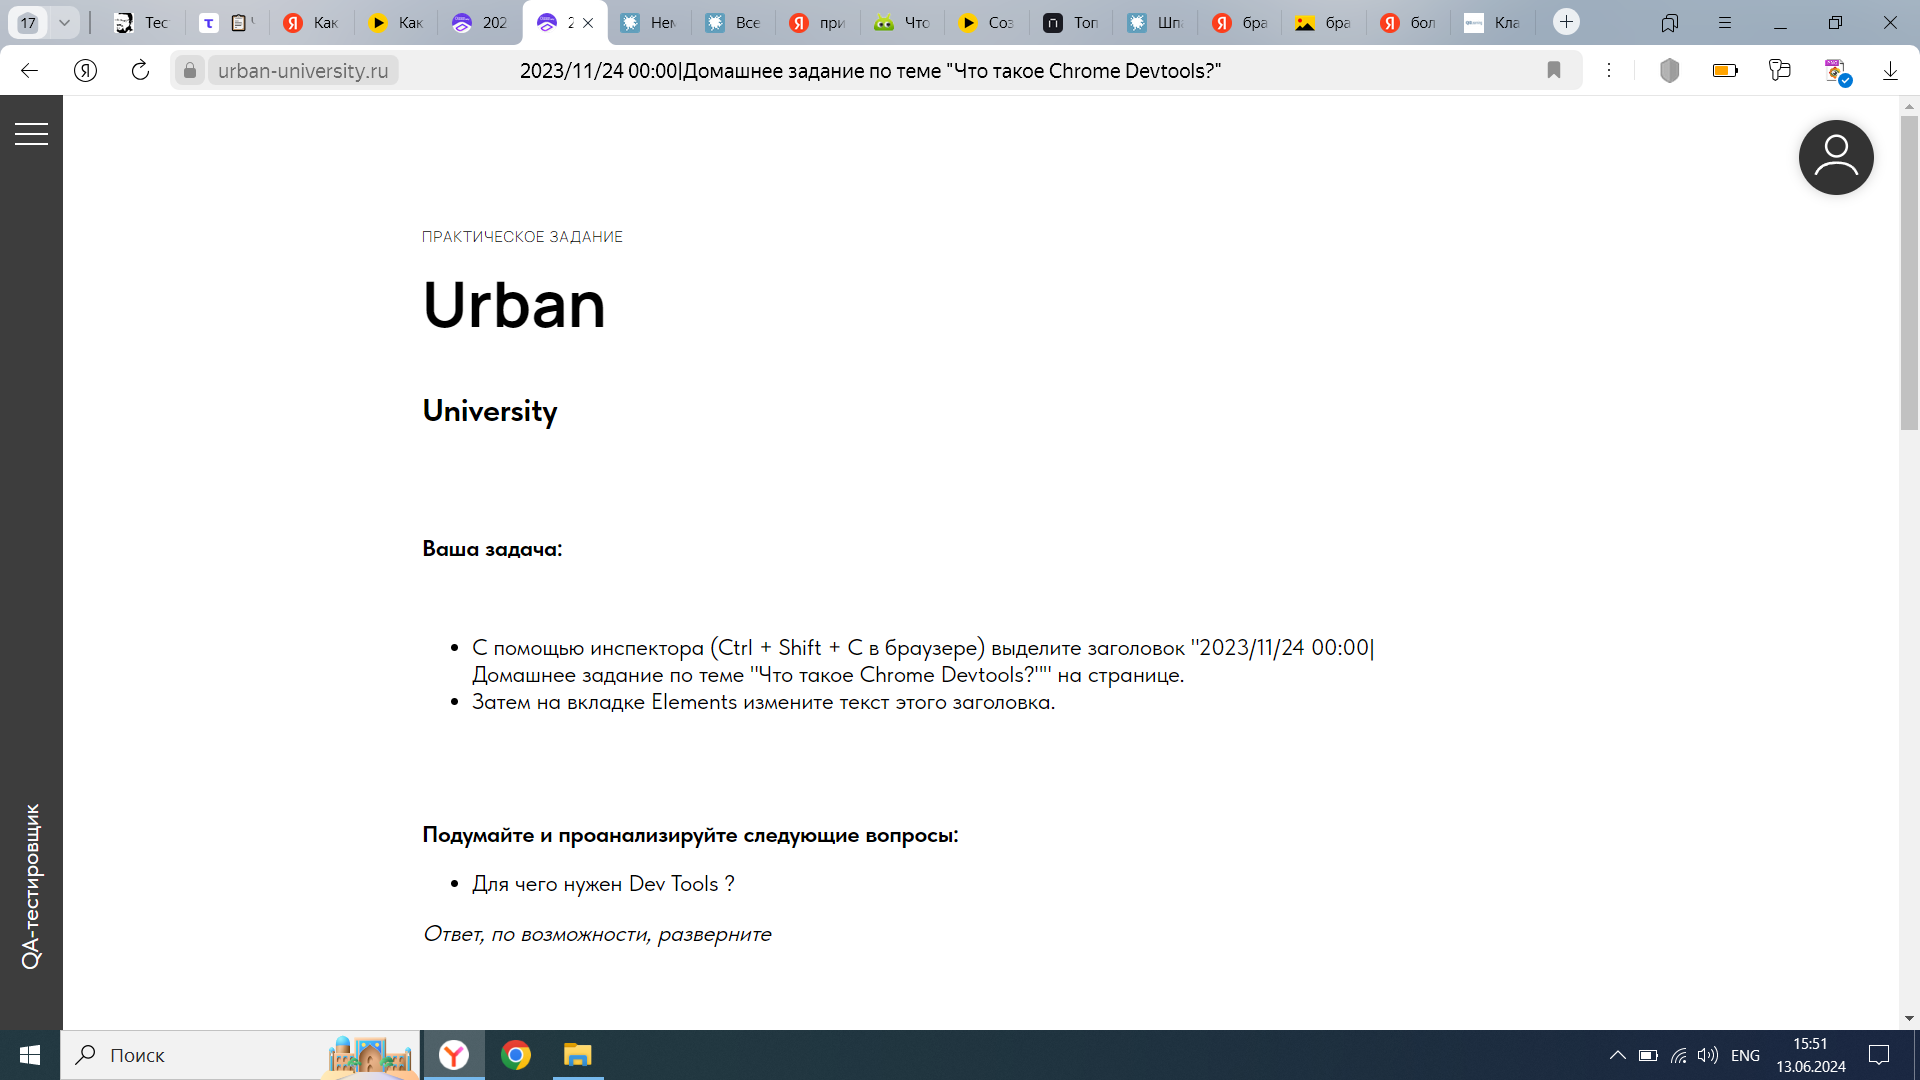 17
Тес
Ч
Как
Как
202
2
Нем
Все
при
Что
Соз
Топ
Шпа
бра
бра
бол
Кла
urban-university.ru
2023/11/24 00:00|Домашнее задание по теме "Что такое Chrome Devtools?"
ПРАКТИЧЕСКОЕ ЗАДАНИЕ
Urban
University
Ваша задача:
С помощью инспектора (Ctrl + Shift + C в браузере) выделите заголовок "2023/11/24 00:00|
Домашнее задание по теме "Что такое Chrome Devtools?"" на странице.
Затем на вкладке Elements измените текст этого заголовка.
Подумайте и проанализируйте следующие вопросы:
Для чего нужен Dev Tools ?
Ответ, по возможности, разверните
QA-тестировщик
Поиск
ENG
15:51
13.06.2024